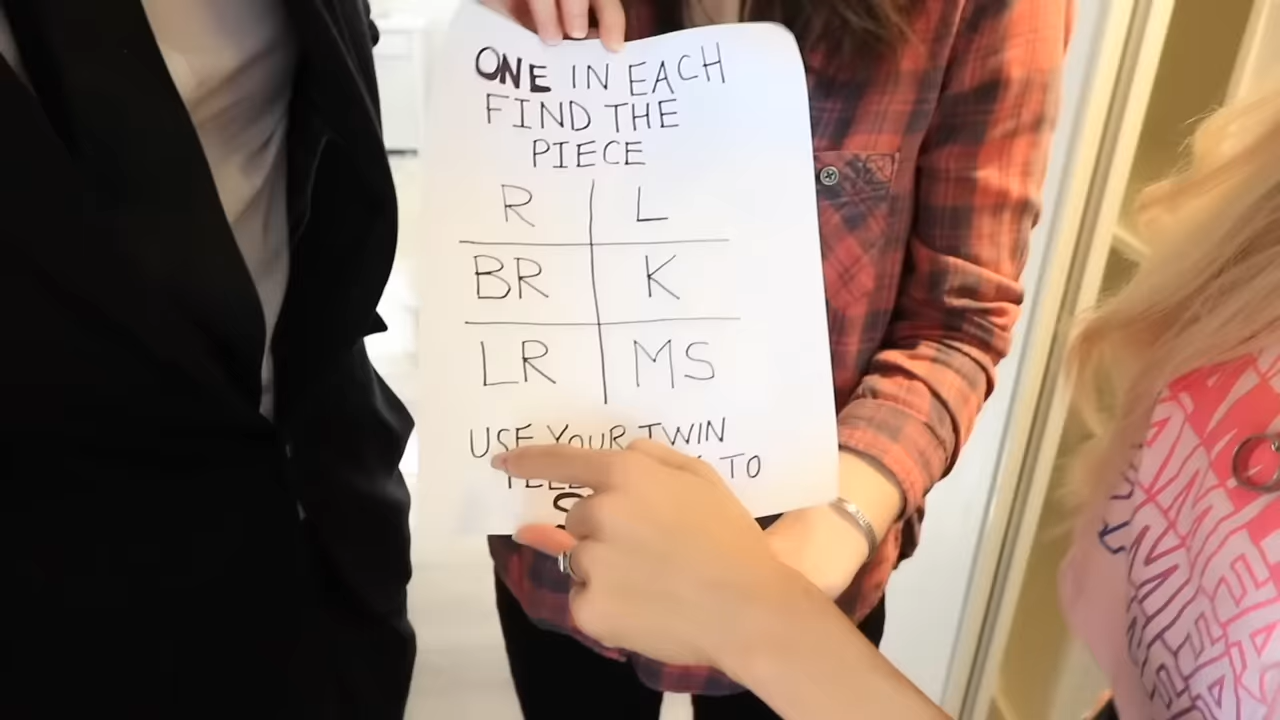 ONE IN EACH
FIND THE
PIECE
R L
BR K
LR MS
USE YOUR TWIN
TO